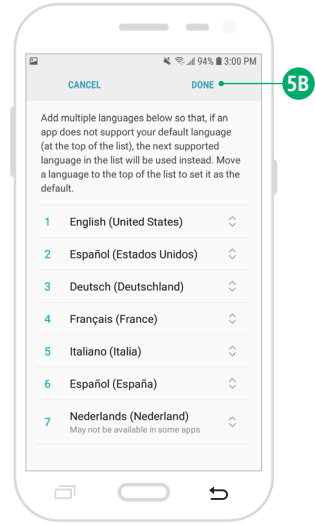 94% 3:00 PM
CANCEL DONE
5B
Add multiple languages below so that, if an
app does not support your default language
(at the top of the list), the next supported
language in the list will be used instead. Move
a language to the top of the list to set it as the
default.
1 English (United States)
2 Español (Estados Unidos)
3 Deutsch (Deutschland)
4 Français (France)
5 Italiano (Italia)
6 Español (España)
7 Nederlands (Nederland)
May not be available in some apps